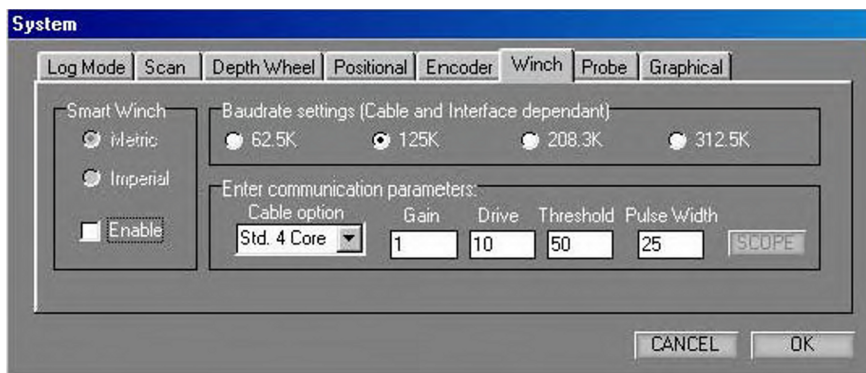 System
Log Mode Scan Depth Wheel Positional Encoder Winch Probe Graphical
Smart Winch
Metric
Imperial
Enable
Baudrate settings (Cable and Interface dependant)
62.5K 125K 208.3K 312.5K
Enter communication parameters:
Cable option Gain Drive Threshold Pulse Width
Std. 4 Core 1 10 50 25 SCOPE
CANCEL OK